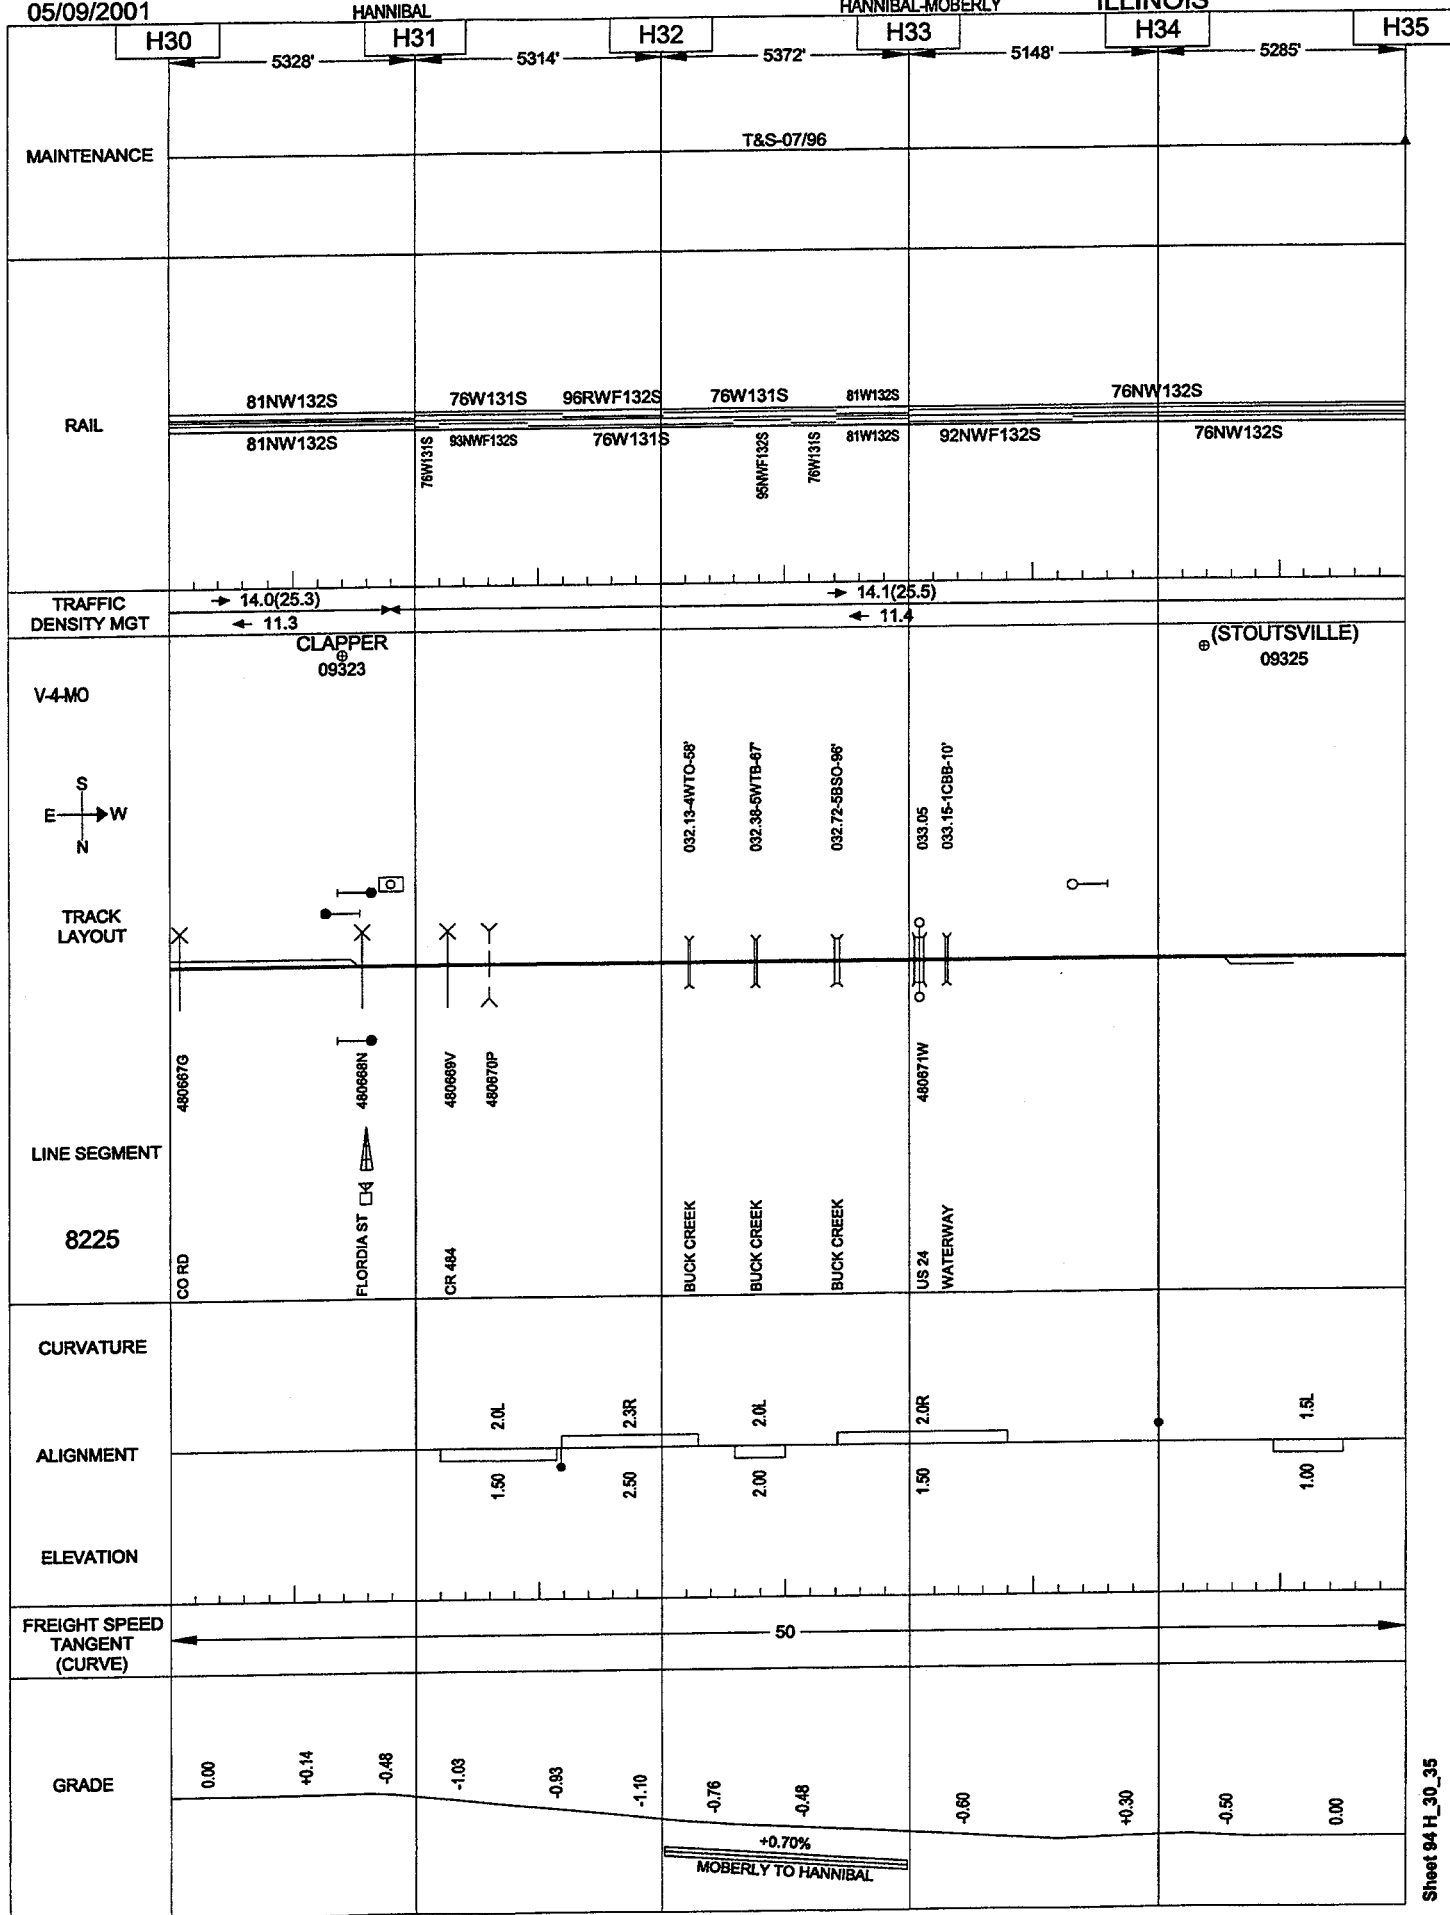 05/09/2001 HANNIBAL HANNIBAL-MOBERLY ILLINOIS
H30 H31 H32 H33 H34 H35
5328' 5314' 5372' 5148' 5285'
MAINTENANCE
T&S-07/96
RAIL
81NW132S 76W131S 96RWF132S 76W131S 81W132S 76NW132S
81NW132S 76W131S 93NWF132S 76W131S 95NWF132S 76W131S 81W132S 92NWF132S 76NW132S
TRAFFIC
DENSITY MGT
14.0(25.3) 14.1(25.5)
11.3 11.4
CLAPPER
09323
(STOUTSVILLE)
09325
V-4-MO
S
E W
N
032.13-4WTO-58'
032.38-5WTB-67'
032.72-5BSO-96'
033.05
033.15-1CBB-10'
TRACK
LAYOUT
480667G
480668N
480669V
480670P
480671W
LINE SEGMENT
8225
CO RD
FLORDIA ST
CR 484
BUCK CREEK
BUCK CREEK
BUCK CREEK
US 24
WATERWAY
CURVATURE
2.0L 2.3R 2.0L 2.0R 1.5L
ALIGNMENT
1.50 2.50 2.00 1.50 1.00
ELEVATION
FREIGHT SPEED
TANGENT
(CURVE)
50
GRADE
0.00 +0.14 -0.48 -1.03 -0.93 -1.10 -0.76 -0.48 -0.60 +0.30 -0.50 0.00
+0.70%
MOBERLY TO HANNIBAL
Sheet 94 H_30_35